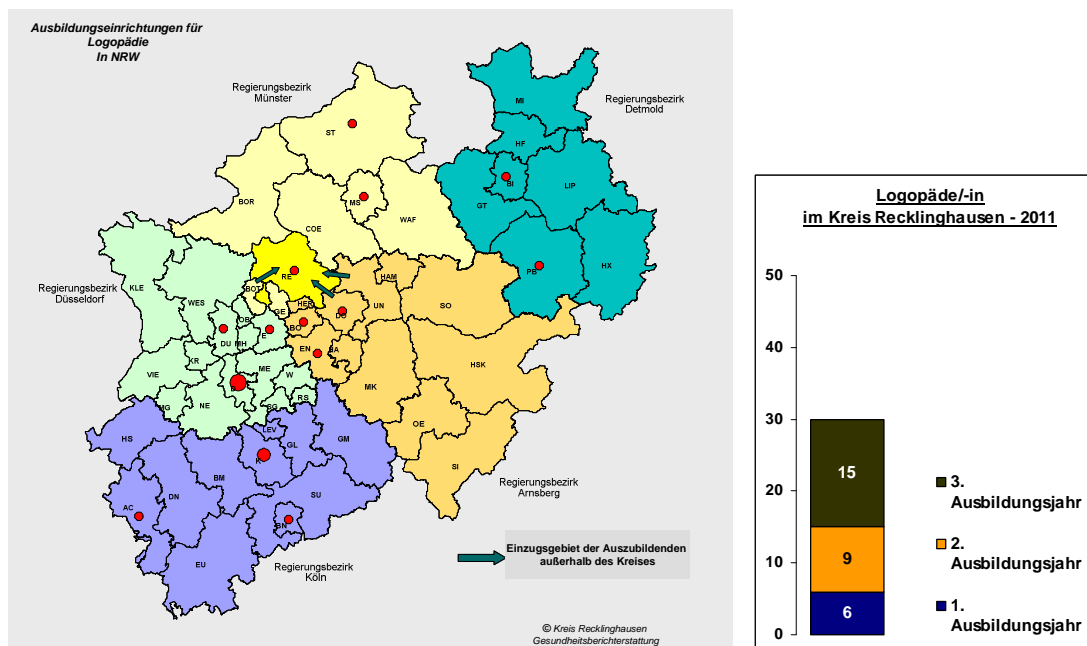 Ausbildungseinrichtungen für
Logopädie
In NRW
Regierungsbezirk
Münster
Regierungsbezirk
Detmold
MI
ST
HF
BI
LIP
MS
GT
BOR
WAF
COE
PB
HX
RE
KLE
Regierungsbezirk
Düsseldorf
BOT
HAM
WES
UN
SO
GE
HER
OB
DO
BO
E
DU
MH
EN
HA
KR
HSK
VIE
ME
W
MK
D
MG
NE
SG
RS
OE
LEV
HS
GL
GM
K
SI
BM
Regierungsbezirk
Arnsberg
DN
SU
AC
BN
EU
Regierungsbezirk
Köln
Einzugsgebiet der Auszubildenden
außerhalb des Kreises
© Kreis Recklinghausen
Gesundheitsberichterstattung
Logopäde/-in
im Kreis Recklinghausen - 2011
50
40
30
20
10
0
15
9
6
3.
Ausbildungsjahr
2.
Ausbildungsjahr
1.
Ausbildungsjahr